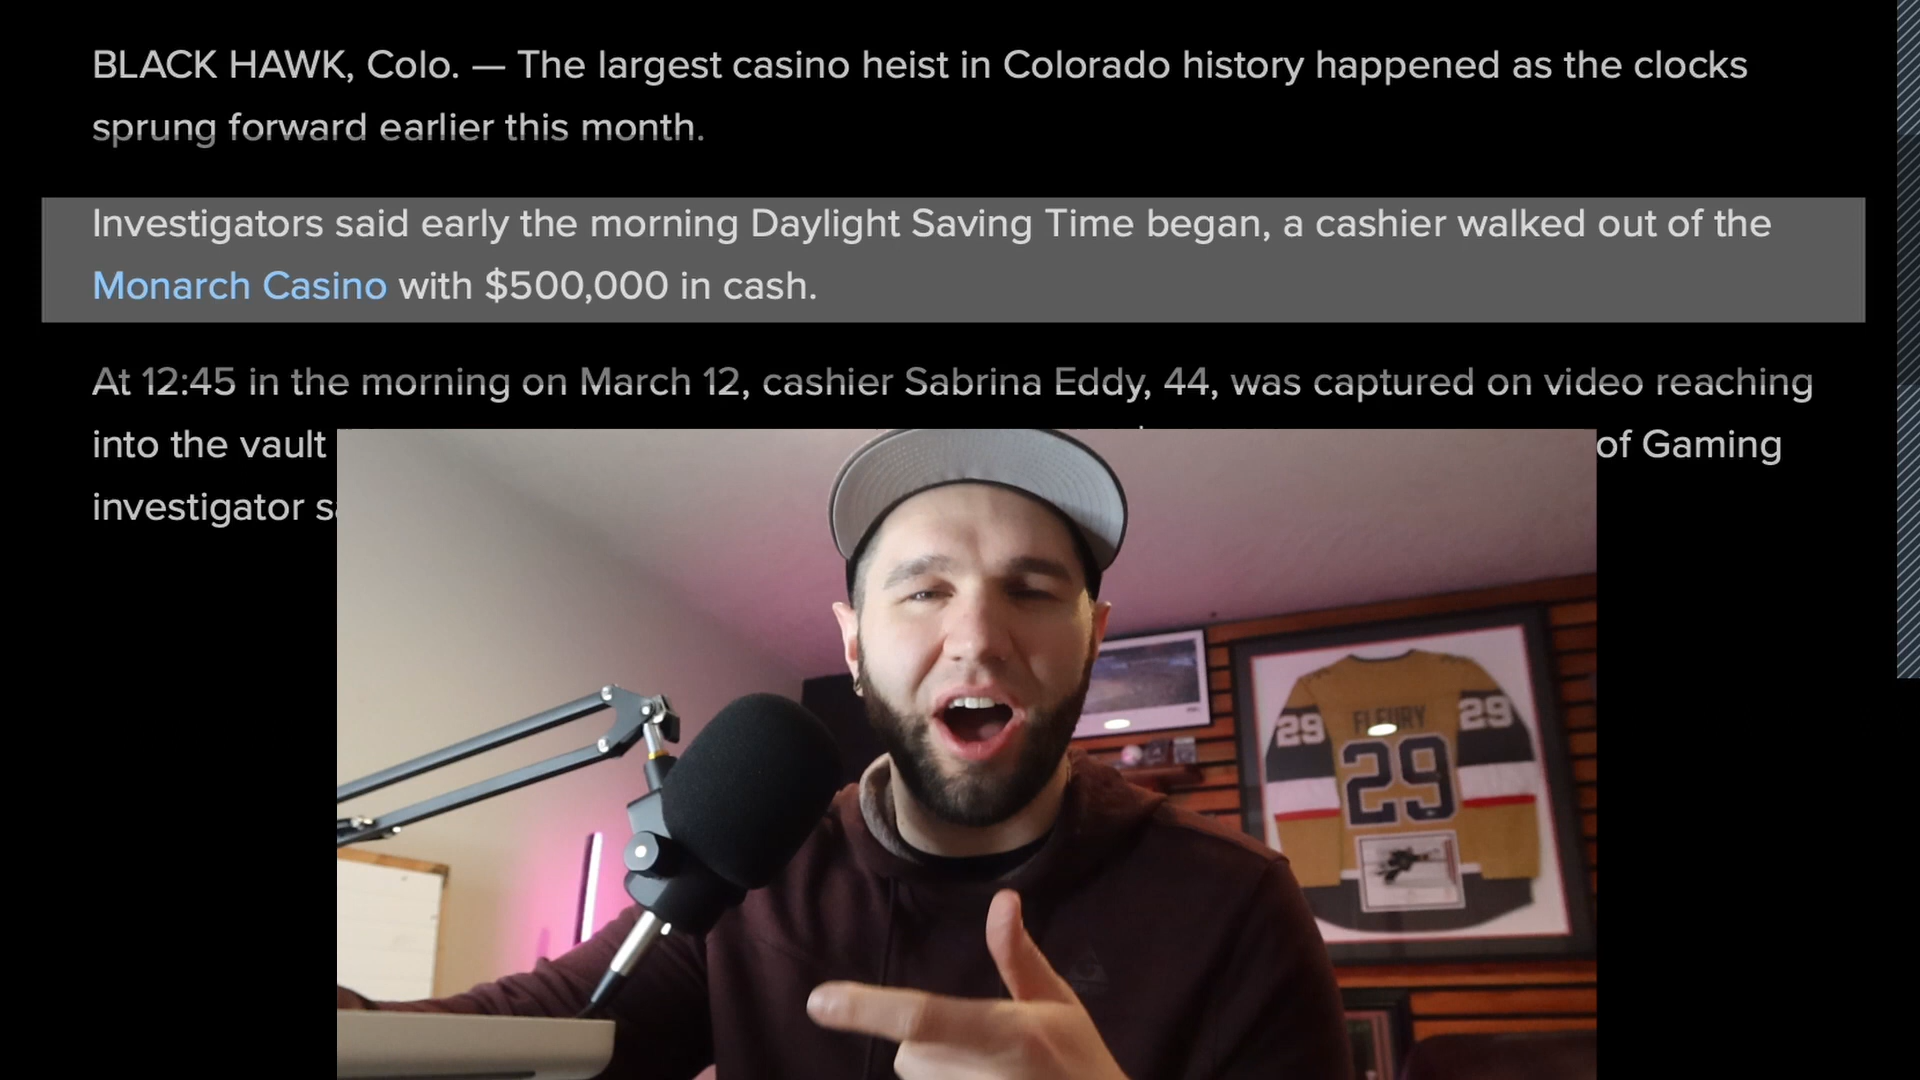 BLACK HAWK, Colo. — The largest casino heist in Colorado history happened as the clocks
sprung forward earlier this month.
Investigators said early the morning Daylight Saving Time began, a cashier walked out of the
Monarch Casino with $500,000 in cash.
At 12:45 in the morning on March 12, cashier Sabrina Eddy, 44, was captured on video reaching
into the vault of Gaming
investigator
29 FLEURY 29
29